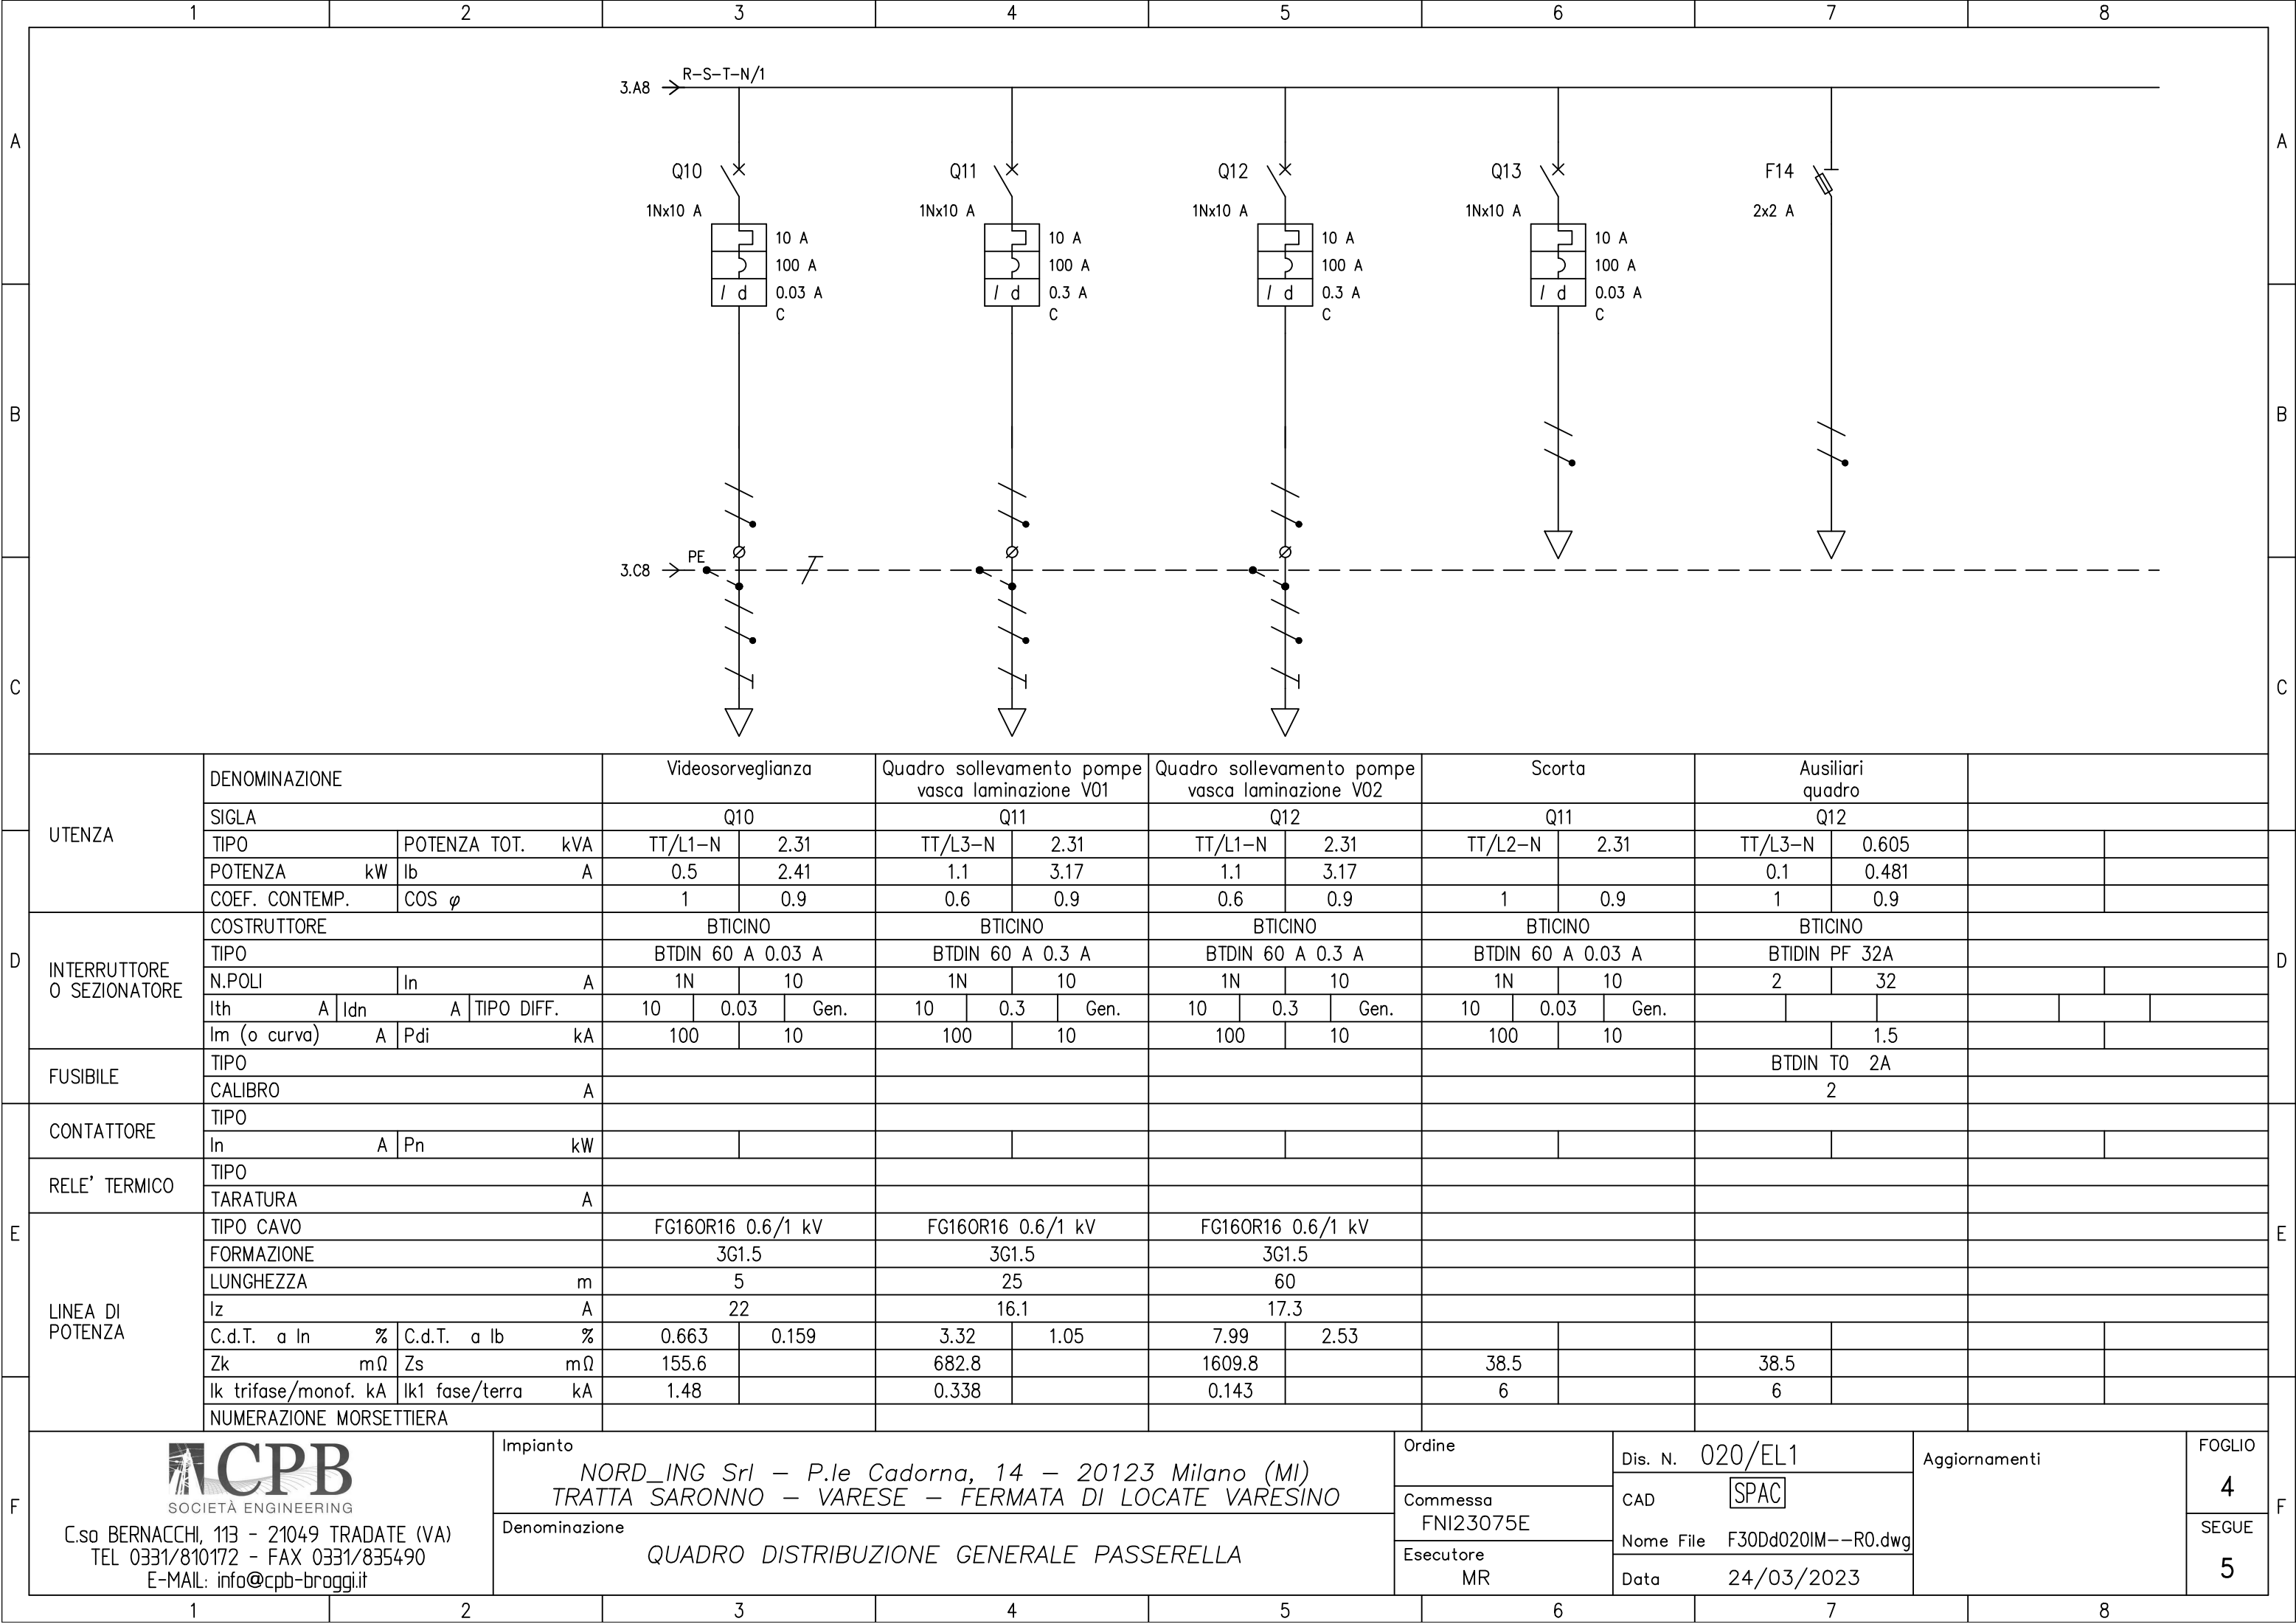 1 2 3 4 5 6 7 8
A A
B B
C C
D D
E E
F F
3.A8 R-S-T-N/1
Q10 Q11 Q12 Q13 F14
1Nx10 A 1Nx10 A 1Nx10 A 1Nx10 A 2x2 A
10 A 10 A 10 A 10 A
100 A 100 A 100 A 100 A
I d 0.03 A I d 0.3 A I d 0.3 A I d 0.03 A
C C C C
3.C8 PE
UTENZA
DENOMINAZIONE Videosorveglianza Quadro sollevamento pompe Quadro sollevamento pompe Scorta Ausiliari
vasca laminazione V01 vasca laminazione V02 quadro
SIGLA Q10 Q11 Q12 Q11 Q12
TIPO POTENZA TOT. kVA TT/L1-N 2.31 TT/L3-N 2.31 TT/L1-N 2.31 TT/L2-N 2.31 TT/L3-N 0.605
POTENZA kW Ib A 0.5 2.41 1.1 3.17 1.1 3.17 0.1 0.481
COEF. CONTEMP. COS φ 1 0.9 0.6 0.9 0.6 0.9 1 0.9 1 0.9
INTERRUTTORE
O SEZIONATORE
COSTRUTTORE BTICINO BTICINO BTICINO BTICINO BTICINO
TIPO BTDIN 60 A 0.03 A BTDIN 60 A 0.3 A BTDIN 60 A 0.3 A BTDIN 60 A 0.03 A BTIDIN PF 32A
N.POLI In A 1N 10 1N 10 1N 10 1N 10 2 32
Ith A Idn A TIPO DIFF. 10 0.03 Gen. 10 0.3 Gen. 10 0.3 Gen. 10 0.03 Gen.
Im (o curva) A Pdi kA 100 10 100 10 100 10 100 10 1.5
FUSIBILE
TIPO BTDIN T0 2A
CALIBRO A 2
CONTATTORE
TIPO
In A Pn kW
RELE' TERMICO
TIPO
TARATURA A
LINEA DI
POTENZA
TIPO CAVO FG16OR16 0.6/1 kV FG16OR16 0.6/1 kV FG16OR16 0.6/1 kV
FORMAZIONE 3G1.5 3G1.5 3G1.5
LUNGHEZZA m 5 25 60
Iz A 22 16.1 17.3
C.d.T. a In % C.d.T. a Ib % 0.663 0.159 3.32 1.05 7.99 2.53
Zk mΩ Zs mΩ 155.6 682.8 1609.8 38.5 38.5
Ik trifase/monof. kA Ik1 fase/terra kA 1.48 0.338 0.143 6 6
NUMERAZIONE MORSETTIERA
CPB
SOCIETÀ ENGINEERING
C.so BERNACCHI, 113 - 21049 TRADATE (VA)
TEL 0331/810172 - FAX 0331/835490
E-MAIL: info@cpb-broggi.it
Impianto
NORD_ING Srl - P.le Cadorna, 14 - 20123 Milano (MI)
TRATTA SARONNO - VARESE - FERMATA DI LOCATE VARESINO
Denominazione
QUADRO DISTRIBUZIONE GENERALE PASSERELLA
Ordine
Commessa
FNI23075E
Esecutore
MR
Dis. N. 020/EL1
CAD SPAC
Nome File F30Dd020IM--R0.dwg
Data 24/03/2023
Aggiornamenti
FOGLIO
4
SEGUE
5
1 2 3 4 5 6 7 8